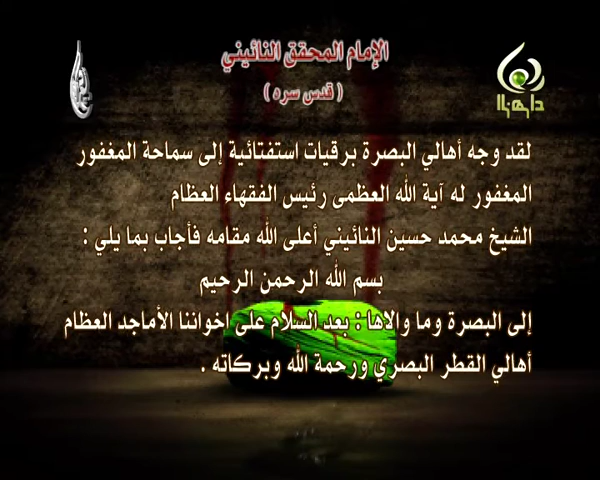 الإمام المحقق النائيني
( قدس سره )
لقد وجه أهالي البصرة برقيات استفتائية إلى سماحة المغفور
المغفور له آية الله العظمى رئيس الفقهاء العظام
الشيخ محمد حسين النائيني أعلى الله مقامه فأجاب بما يلي :
بسم الله الرحمن الرحيم
إلى البصرة وما والاها : بعد السلام على اخواننا الأماجد العظام
أهالي القطر البصري ورحمة الله وبركاته .